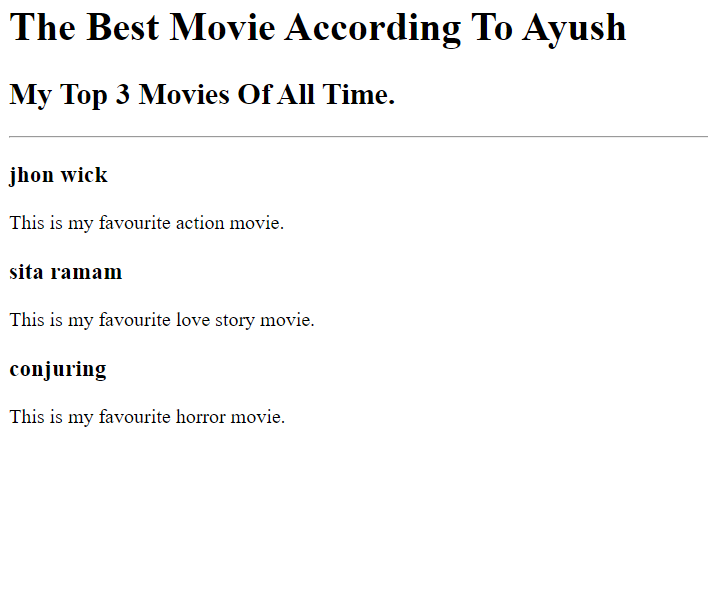 The Best Movie According To Ayush
My Top 3 Movies Of All Time.
jhon wick
This is my favourite action movie.
sita ramam
This is my favourite love story movie.
conjuring
This is my favourite horror movie.